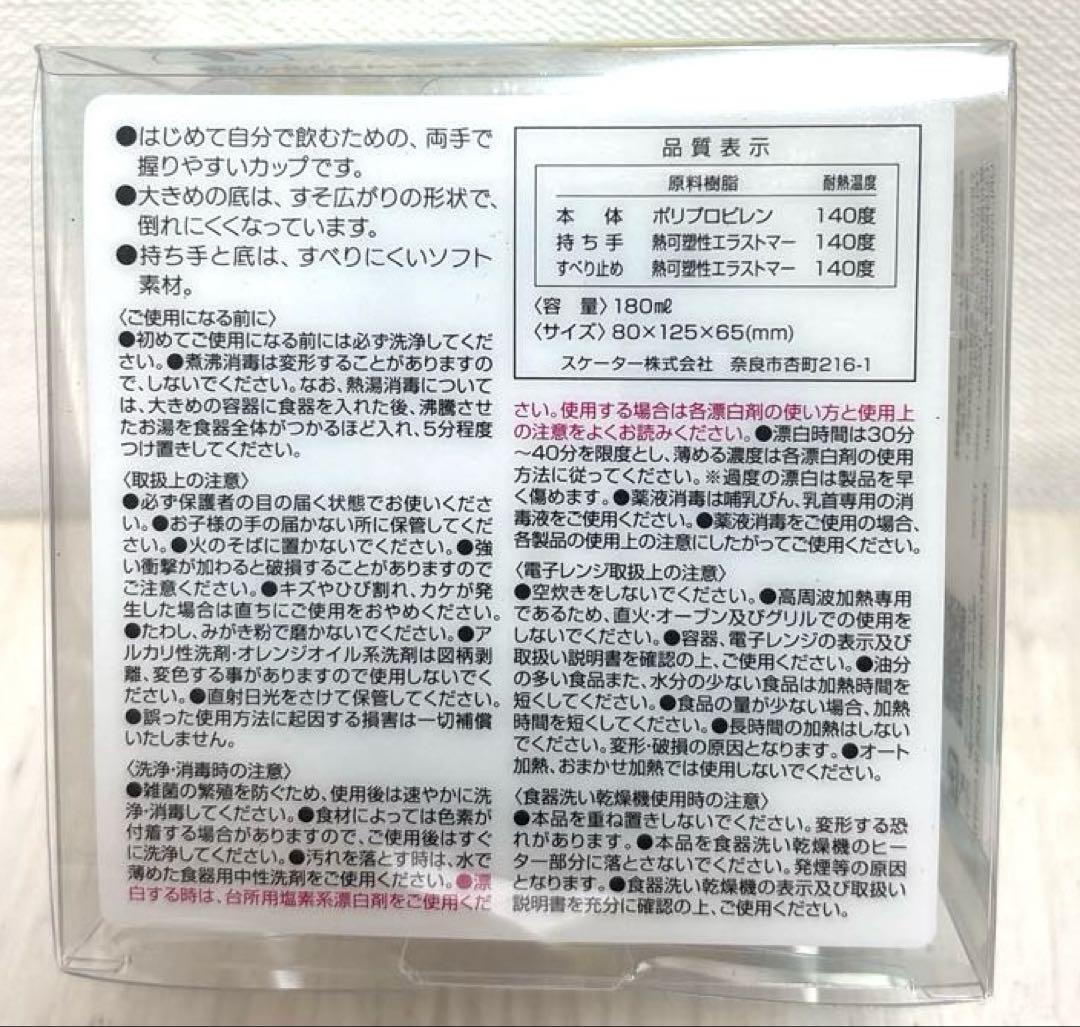 ●はじめて自分で飲むための、両手で
握りやすいカップです。
●大きめの底は、すそ広がりの形状で、
倒れにくくなっています。
●持ち手と底は、すべりにくいソフト
素材。
〈ご使用になる前に〉
●初めてご使用になる前には必ず洗浄してくだ
さい。●煮沸消毒は変形することがありますの
で、しないでください。なお、熱湯消毒について
は、大きめの容器に食器を入れた後、沸騰させ
たお湯を食器全体がつかるほど入れ、5分程度
つけ置きしてください。
〈取扱上の注意〉
●必ず保護者の目の届く状態でお使いくださ
い。●お子様の手の届かない所に保管してくだ
さい。●火のそばに置かないでください。●強
い衝撃が加わると破損することがありますので
ご注意ください。●キズやひび割れ、カケが発
生した場合は直ちにご使用をおやめください。
●たわし、みがき粉で磨かないでください。●ア
ルカリ性洗剤・オレンジオイル系洗剤は図柄剥
離、変色する事がありますので使用しないでく
ださい。●直射日光をさけて保管してください。
●誤った使用方法に起因する損害は一切補償
いたしません。
〈洗浄・消毒時の注意〉
●雑菌の繁殖を防ぐため、使用後は速やかに洗
浄・消毒してください。●食材によっては色素が
付着する場合がありますので、ご使用後はすぐ
に洗浄してください。●汚れを落とす時は、水で
薄めた食器用中性洗剤をご使用ください。●漂
白する時は、台所用塩素系漂白剤をご使用くだ
品質表示
原料樹脂 耐熱温度
本 体 ポリプロピレン 140度
持ち手 熱可塑性エラストマー 140度
すべり止め 熱可塑性エラストマー 140度
〈容 量〉180㎖
〈サイズ〉80×125×65(mm)
スケーター株式会社 奈良市杏町216-1
さい。使用する場合は各漂白剤の使い方と使用上
の注意をよくお読みください。●漂白時間は30分
～40分を限度とし、薄める濃度は各漂白剤の使用
方法に従ってください。※過度の漂白は製品を早
く傷めます。●薬液消毒は哺乳びん、乳首専用の消
毒液をご使用ください。●薬液消毒をご使用の場合、
各製品の使用上の注意にしたがってご使用ください。
〈電子レンジ取扱上の注意〉
●空炊きをしないでください。●高周波加熱専用
であるため、直火・オーブン及びグリルでの使用を
しないでください。●容器、電子レンジの表示及び
取扱い説明書を確認の上、ご使用ください。●油分
の多い食品また、水分の少ない食品は加熱時間を
短くしてください。●食品の量が少ない場合、加熱
時間を短くしてください。●長時間の加熱はしない
でください。変形・破損の原因となります。●オート
加熱、おまかせ加熱では使用しないでください。
〈食器洗い乾燥機使用時の注意〉
●本品を重ね置きしないでください。変形する恐
れがあります。●本品を食器洗い乾燥機のヒー
ター部分に落とさないでください。発煙等の原因
となります。●食器洗い乾燥機の表示及び取扱い
説明書を充分に確認の上、ご使用ください。